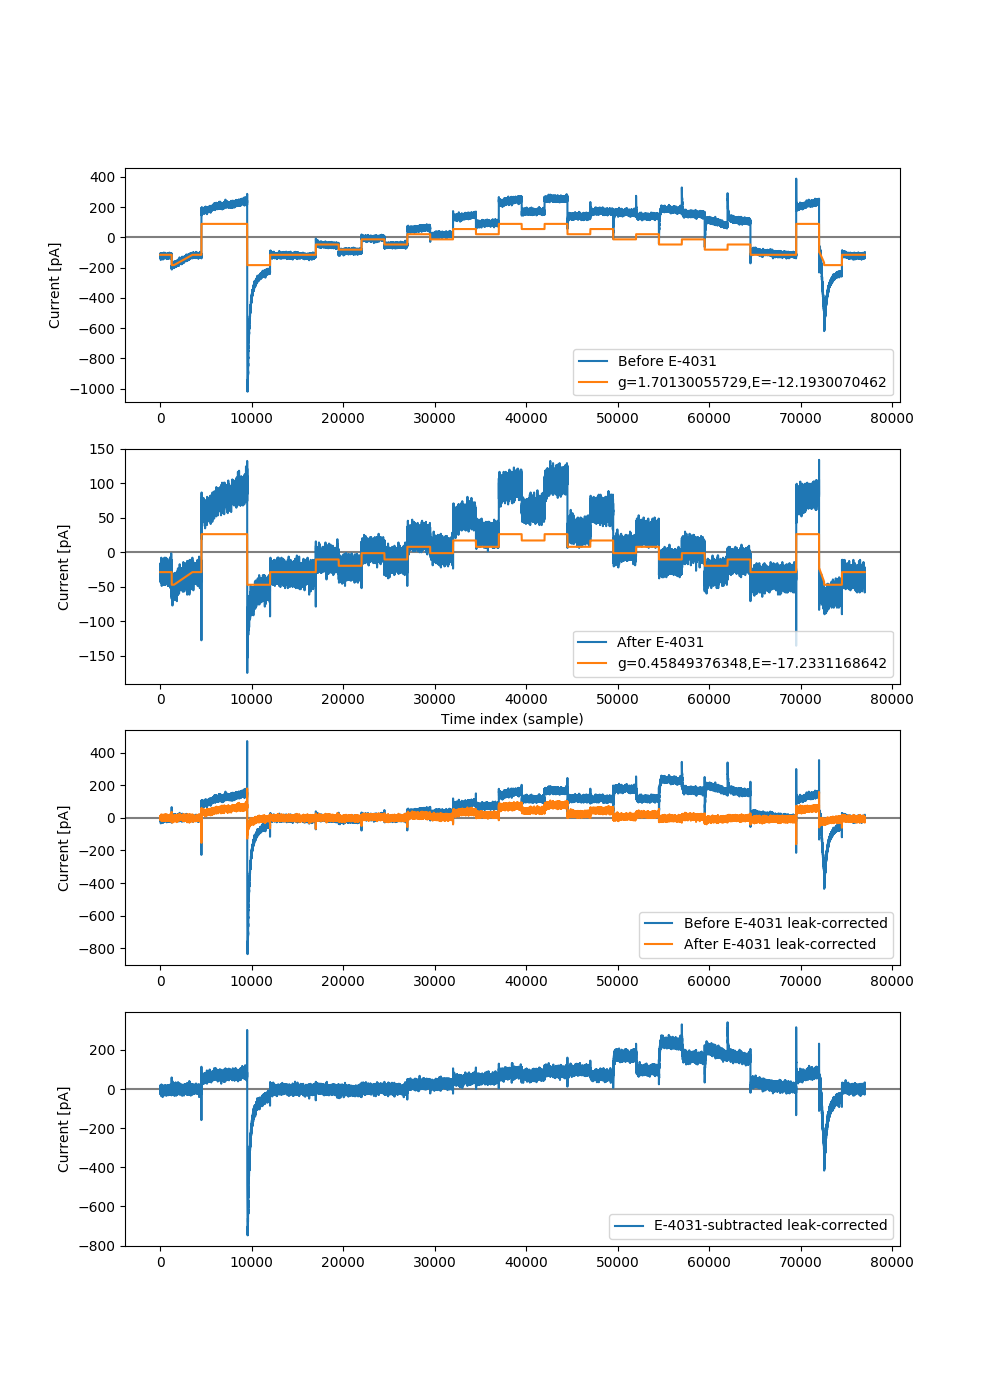 400
200
0
−200
−400
−600
−800
−1000
Current [pA]
Before E-4031
g=1.70130055729,E=-12.1930070462
0 10000 20000 30000 40000 50000 60000 70000 80000
150
100
50
0
−50
−100
−150
Current [pA]
After E-4031
g=0.45849376348,E=-17.2331168642
0 10000 20000 30000 40000 50000 60000 70000 80000
Time index (sample)
400
200
0
−200
−400
−600
−800
Current [pA]
Before E-4031 leak-corrected
After E-4031 leak-corrected
0 10000 20000 30000 40000 50000 60000 70000 80000
200
0
−200
−400
−600
−800
Current [pA]
E-4031-subtracted leak-corrected
0 10000 20000 30000 40000 50000 60000 70000 80000